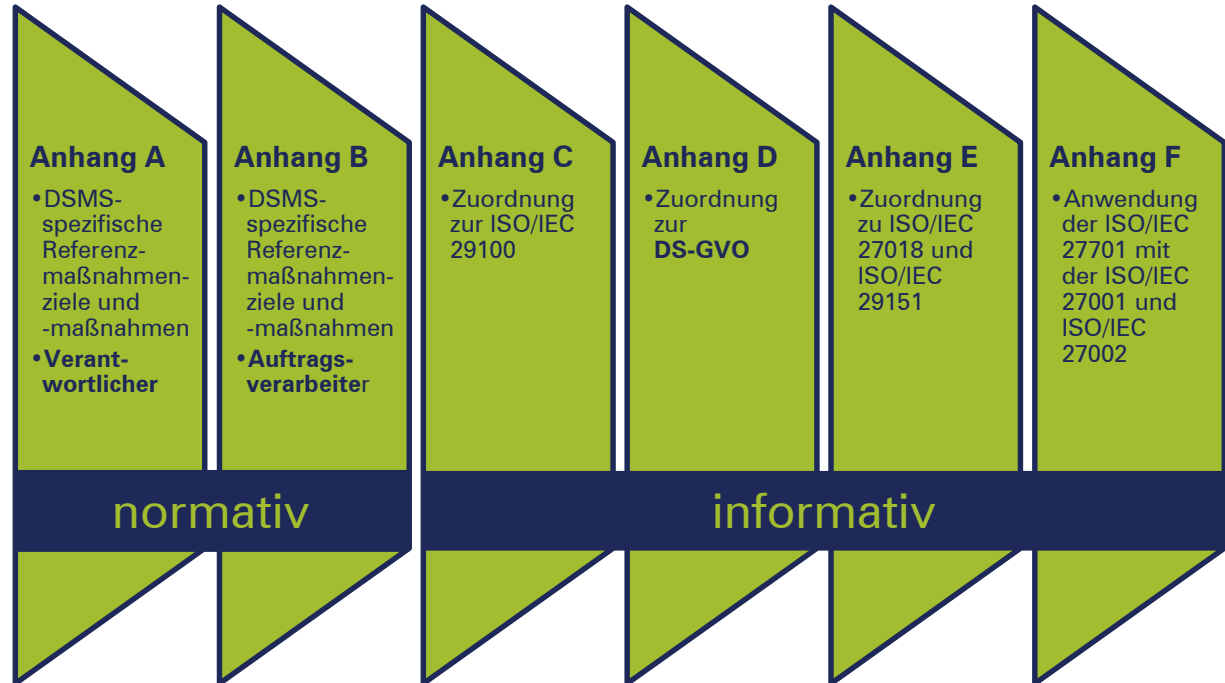 Anhang A
•DSMS-
spezifische
Referenz-
maßnahmen-
ziele und
-maßnahmen
•Verant-
wortlicher
Anhang B
•DSMS-
spezifische
Referenz-
maßnahmen-
ziele und
-maßnahmen
•Auftrags-
verarbeiter
Anhang C
•Zuordnung
zur ISO/IEC
29100
Anhang D
•Zuordnung
zur
DS-GVO
Anhang E
•Zuordnung
zu ISO/IEC
27018 und
ISO/IEC
29151
Anhang F
•Anwendung
der ISO/IEC
27701 mit
der ISO/IEC
27001 und
ISO/IEC
27002
normativ
informativ